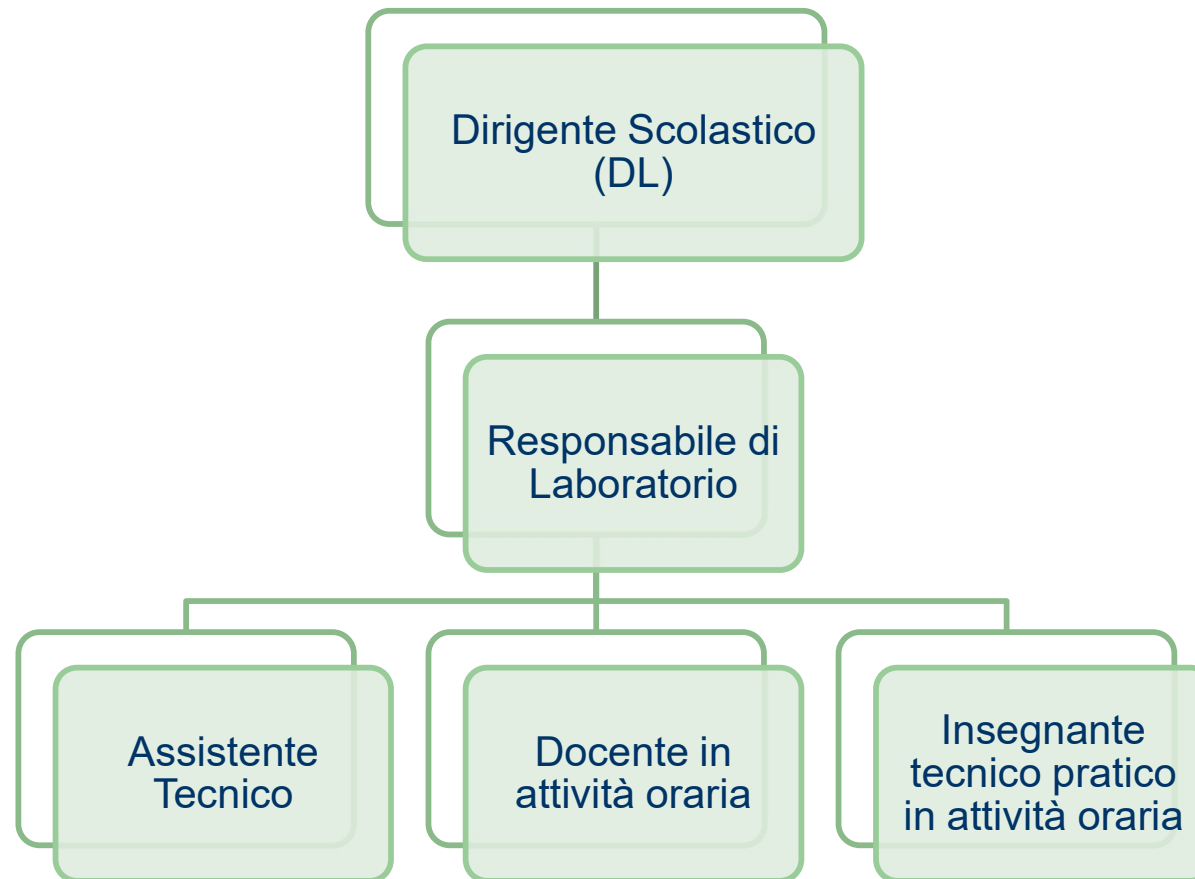 Dirigente Scolastico
(DL)
Responsabile di
Laboratorio
Assistente
Tecnico
Docente in
attività oraria
Insegnante
tecnico pratico
in attività oraria